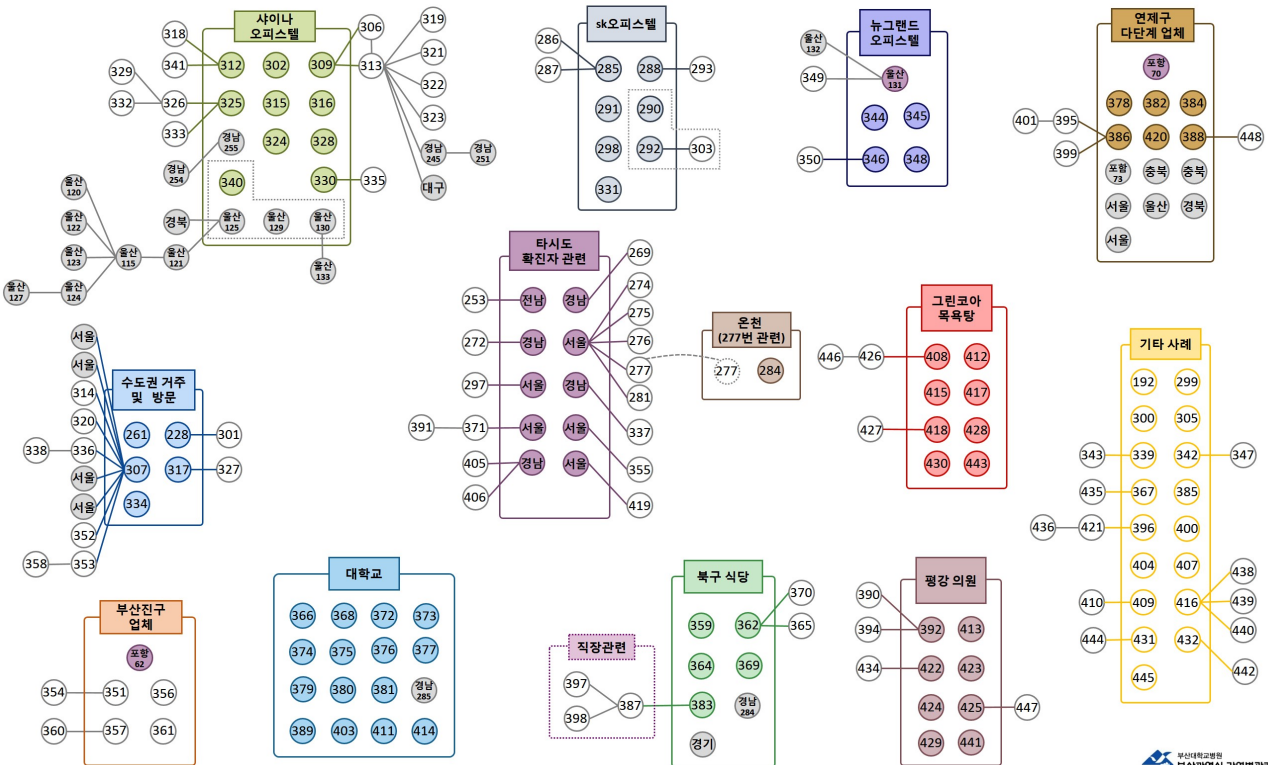 샤이나
오피스텔
318
341
312
302
309
306
313
319
321
322
323
329
332
326
325
315
316
333
경남
255
324
328
경남
254
경남
245
경남
251
대구
340
330
335
경북
울산
125
울산
129
울산
130
울산
133
울산
120
울산
122
울산
123
울산
115
울산
121
울산
127
울산
124
sk오피스텔
286
287
285
288
293
291
290
298
292
303
331
뉴그랜드
오피스텔
울산
132
349
울산
131
344
345
350
346
348
연제구
다단계 업체
포항
70
378
382
384
401
395
399
386
420
388
448
포항
73
충북
충북
서울
울산
경북
서울
타시도
확진자 관련
253
전남
경남
269
272
경남
서울
274
275
276
277
281
297
서울
경남
337
391
371
서울
서울
355
405
406
경남
서울
419
온천
(277번 관련)
277
284
그린코아
목욕탕
446
426
408
412
415
417
427
418
428
430
443
기타 사례
192
299
300
305
343
339
342
347
435
367
385
436
421
396
400
404
407
410
409
416
438
439
440
444
431
432
442
445
수도권 거주
및 방문
서울
서울
314
320
338
336
서울
서울
352
358
353
261
228
301
307
317
327
334
부산진구
업체
포항
62
354
351
356
360
357
361
대학교
366
368
372
373
374
375
376
377
379
380
381
경남
285
389
403
411
414
북구 식당
359
362
370
365
364
369
383
경남
284
경기
직장관련
397
398
387
평강 의원
390
394
392
413
434
422
423
424
425
447
429
441
부산대학교병원